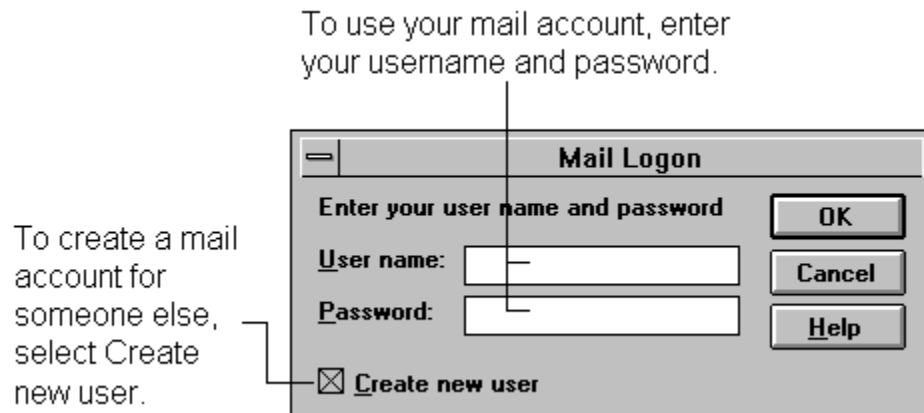 To use your mail account, enter
your username and password.
Mail Logon
Enter your user name and password
OK
To create a mail
account for
someone else,
select Create
new user.
User name:
Cancel
Password:
Help
Create new user